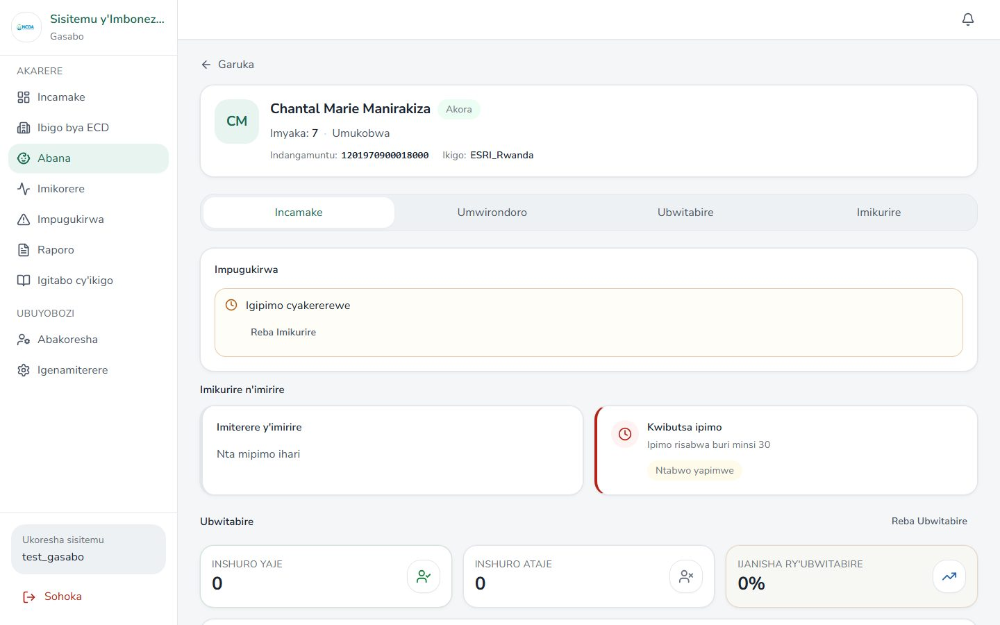 NCDA
Sisitemu y'Imbonez...
Gasabo
AKARERE
Incamake
Ibigo bya ECD
Abana
Imikorere
Impugukirwa
Raporo
Igitabo cy'ikigo
UBUYOBOZI
Abakoresha
Igenamiterere
Ukoresha sisitemu
test_gasabo
Sohoka
Garuka
CM
Chantal Marie Manirakiza Akora
Imyaka: 7 · Umukobwa
Indangamuntu: 1201970900018000 Ikigo: ESRI_Rwanda
Incamake Umwirondoro Ubwitabire Imikurire
Impugukirwa
Igipimo cyakererewe
Reba Imikurire
Imikurire n'imirire
Imiterere y'imirire
Nta mipimo ihari
Kwibutsa ipimo
Ipimo risabwa buri minsi 30
Ntabwo yapimwe
Ubwitabire
Reba Ubwitabire
INSHURO YAJE
0
INSHURO ATAJE
0
IJANISHA RY'UBWITABIRE
0%